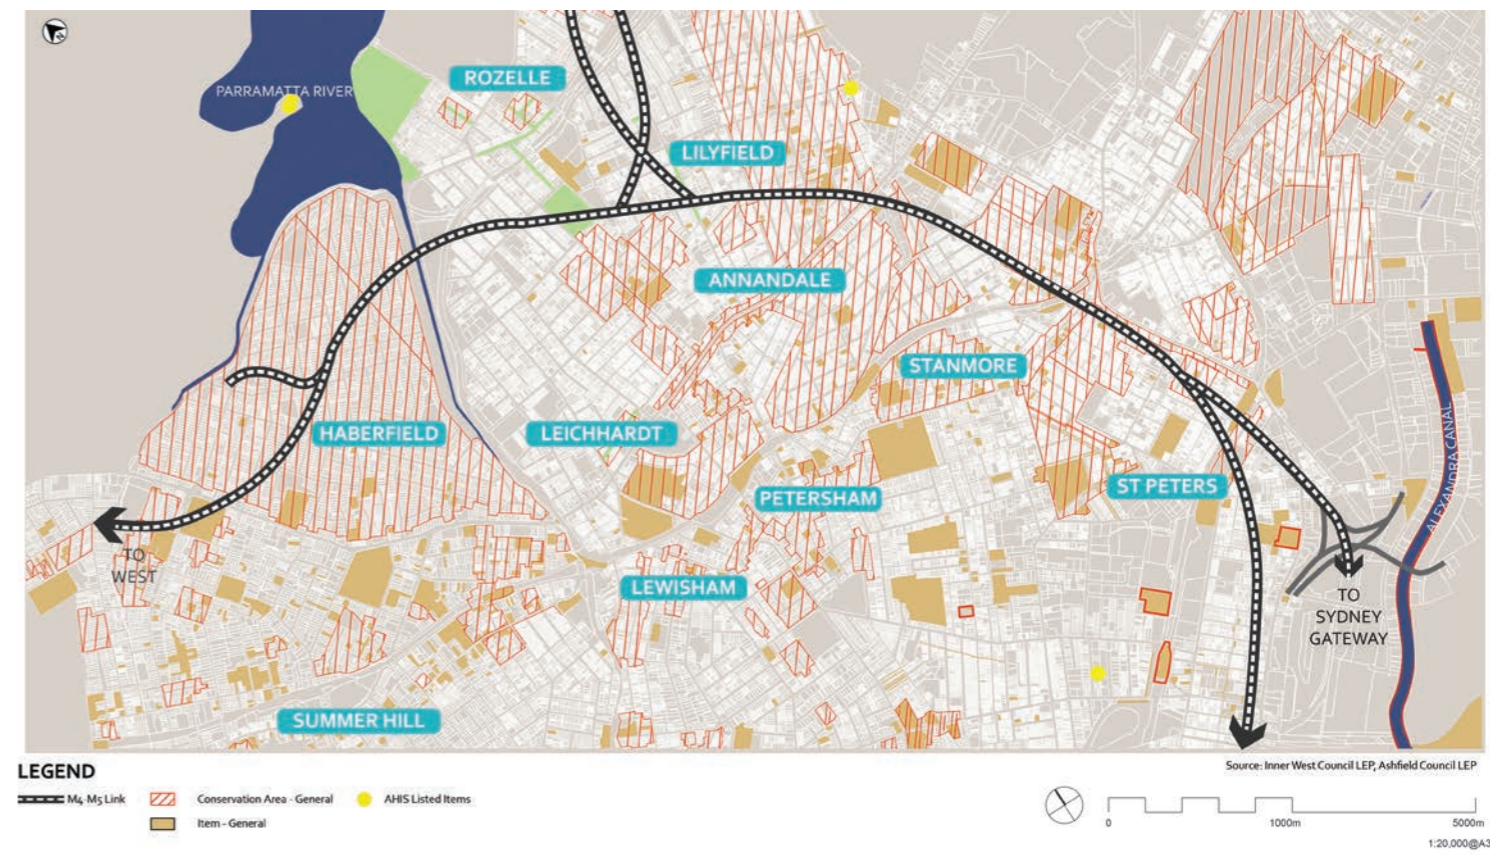 N
PARRAMATTA RIVER
ROZELLE
LILYFIELD
ANNANDALE
STANMORE
HABERFIELD
LEICHHARDT
PETERSHAM
ST PETERS
ALEXANDRA CANAL
TO
WEST
LEWISHAM
TO
SYDNEY
GATEWAY
SUMMER HILL
LEGEND
Source: Inner West Council LEP, Ashfield Council LEP
M4-M5 Link
Conservation Area - General
AHIS Listed Items
Item - General
0
1000m
5000m
1:20,000@A3